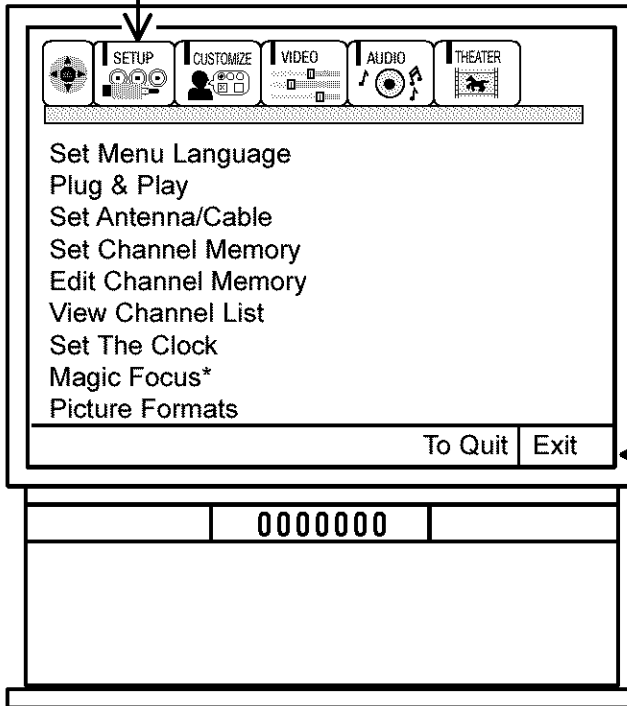 SETUP CUSTOMIZE VIDEO AUDIO THEATER
Set Menu Language
Plug & Play
Set Antenna/Cable
Set Channel Memory
Edit Channel Memory
View Channel List
Set The Clock
Magic Focus*
Picture Formats
To Quit Exit
0000000